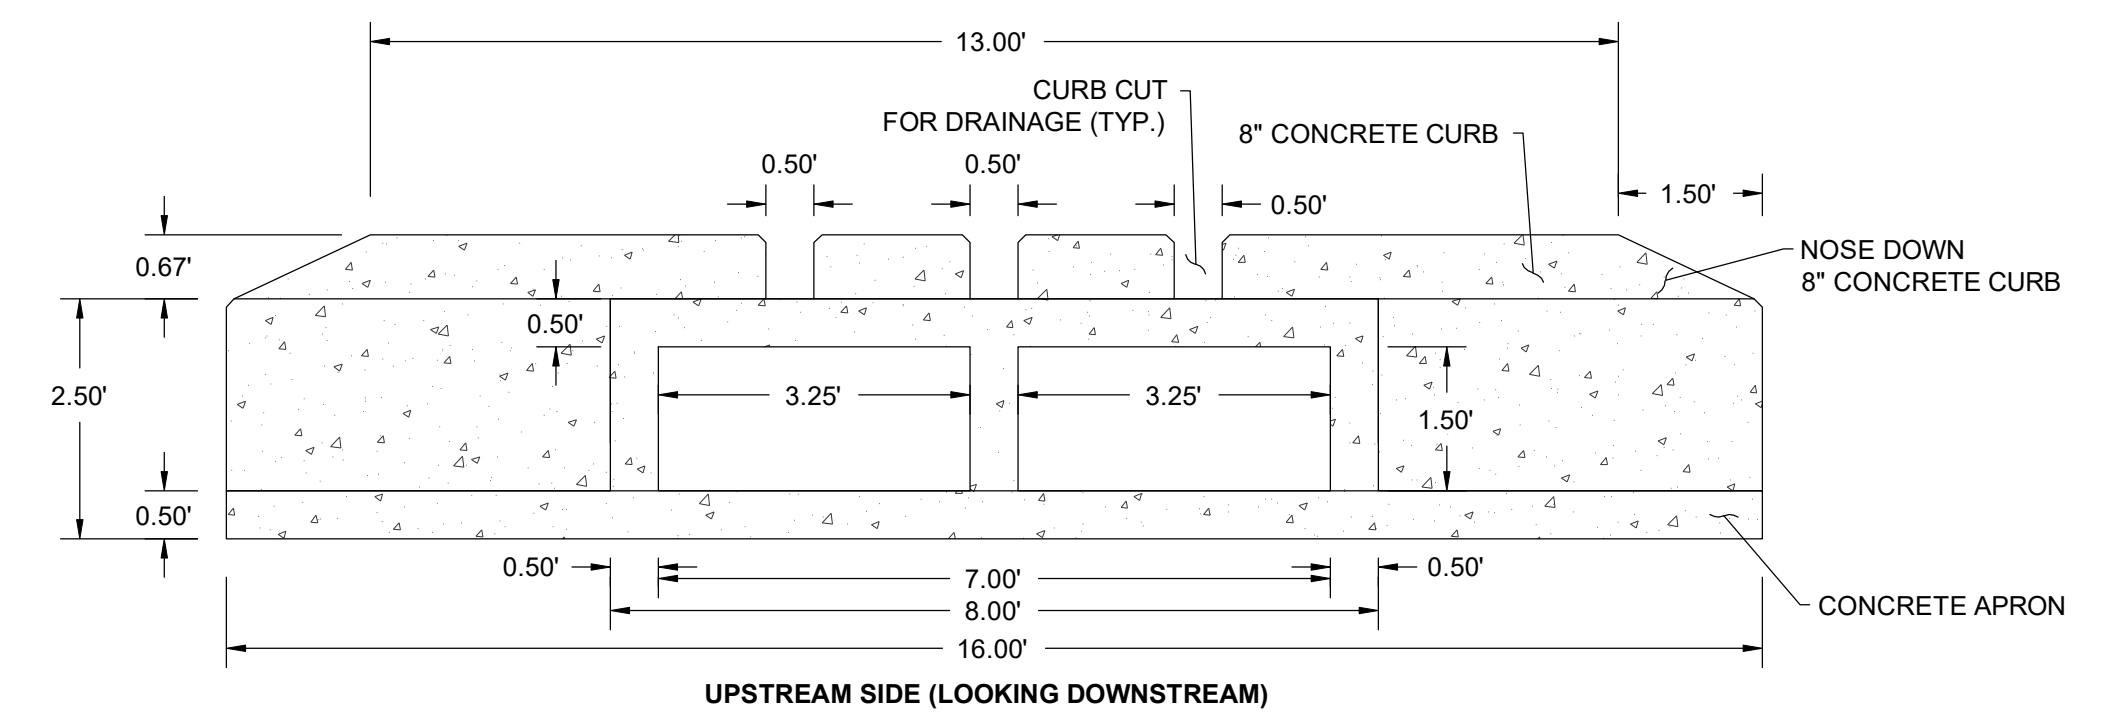 13.00'
CURB CUT
FOR DRAINAGE (TYP.)
8" CONCRETE CURB
0.50'
0.50'
0.50'
1.50'
NOSE DOWN
8" CONCRETE CURB
0.67'
0.50'
2.50'
3.25'
3.25'
1.50'
0.50'
0.50'
7.00'
0.50'
8.00'
CONCRETE APRON
16.00'
UPSTREAM SIDE (LOOKING DOWNSTREAM)